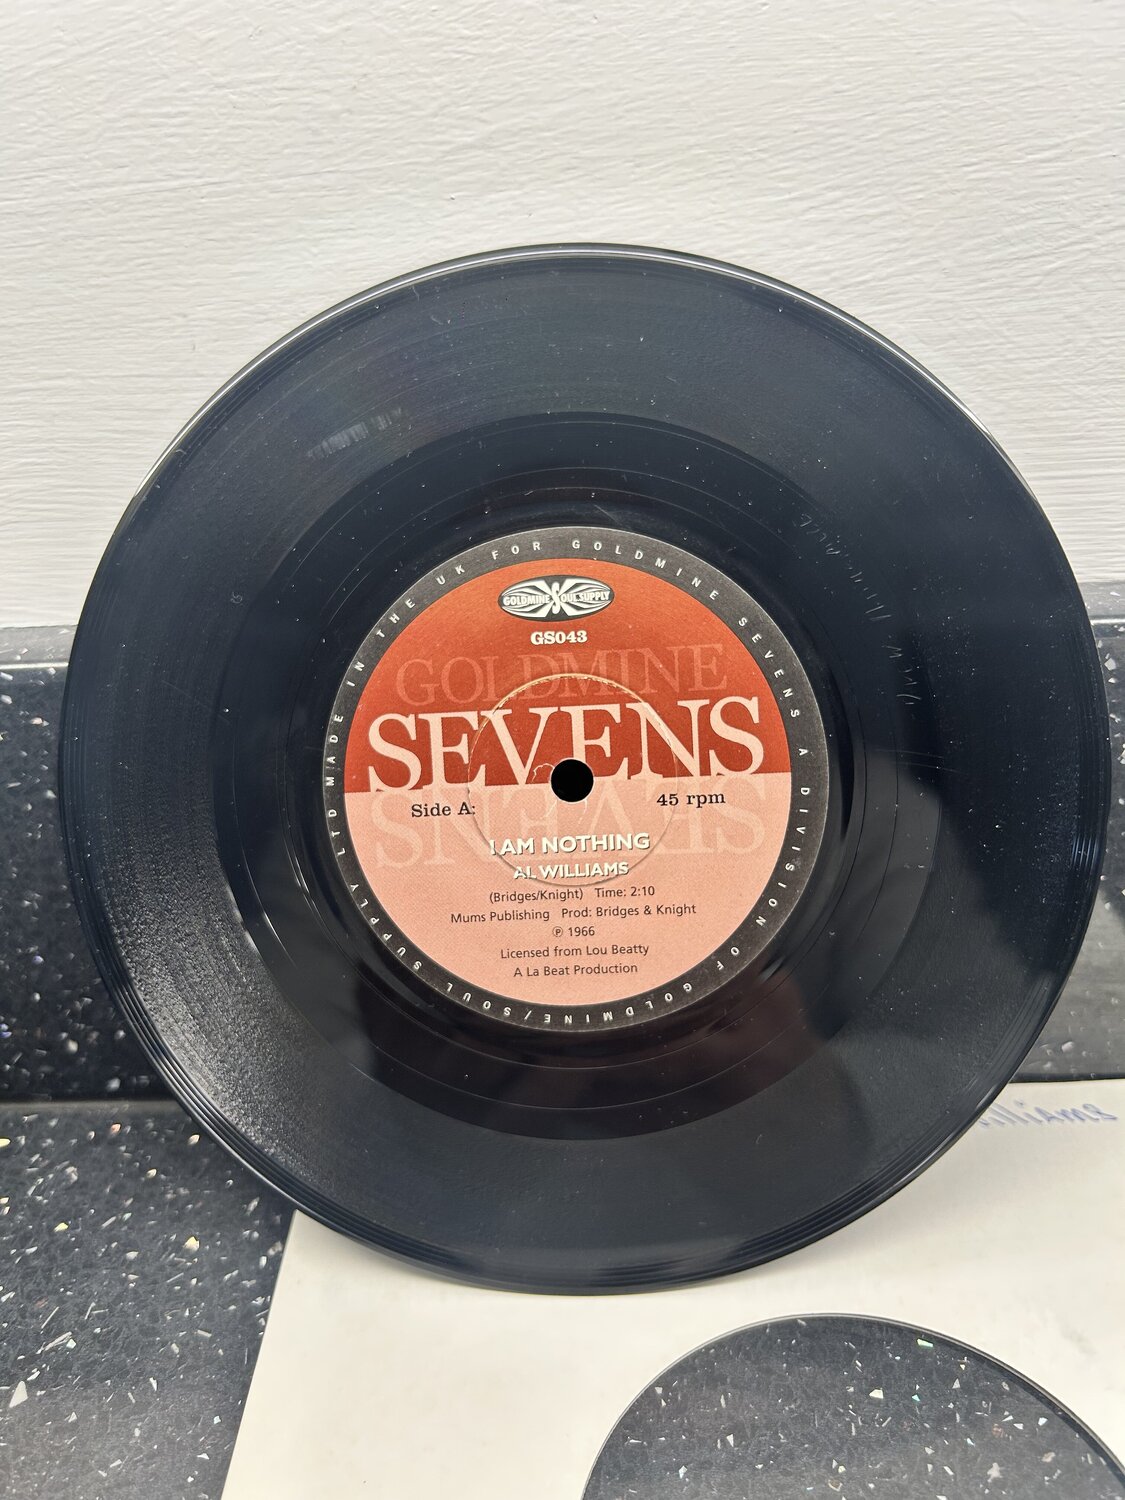 MADE IN THE UK FOR GOLDMINE SEVENS A DIVISION OF GOLDMINE/SOUL SUPPLY LTD
GOLDMINE SOUL SUPPLY
GS043
GOLDMINE
SEVENS
SEVENS
Side A:
45 rpm
I AM NOTHING
AL WILLIAMS
(Bridges/Knight) Time: 2:10
Mums Publishing Prod: Bridges & Knight
℗ 1966
Licensed from Lou Beatty
A La Beat Production